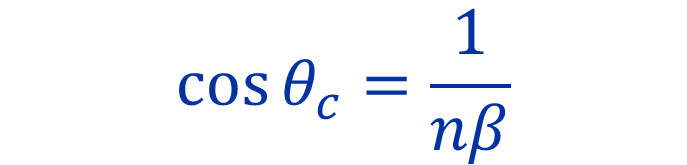 cos θ_c = 1/(nβ)